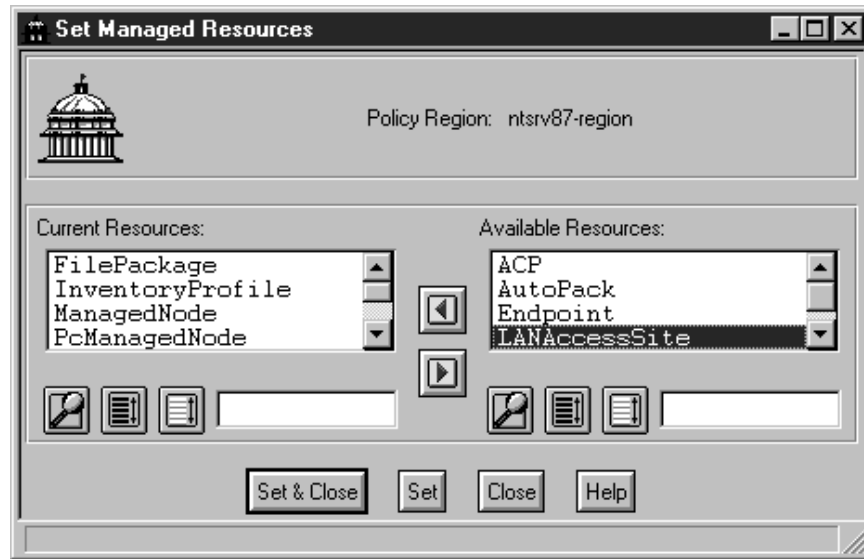 Set Managed Resources
Policy Region: ntsrv87-region
Current Resources:
FilePackage
InventoryProfile
ManagedNode
PcManagedNode
Available Resources:
ACP
AutoPack
Endpoint
LANAccessSite
Set & Close
Set
Close
Help